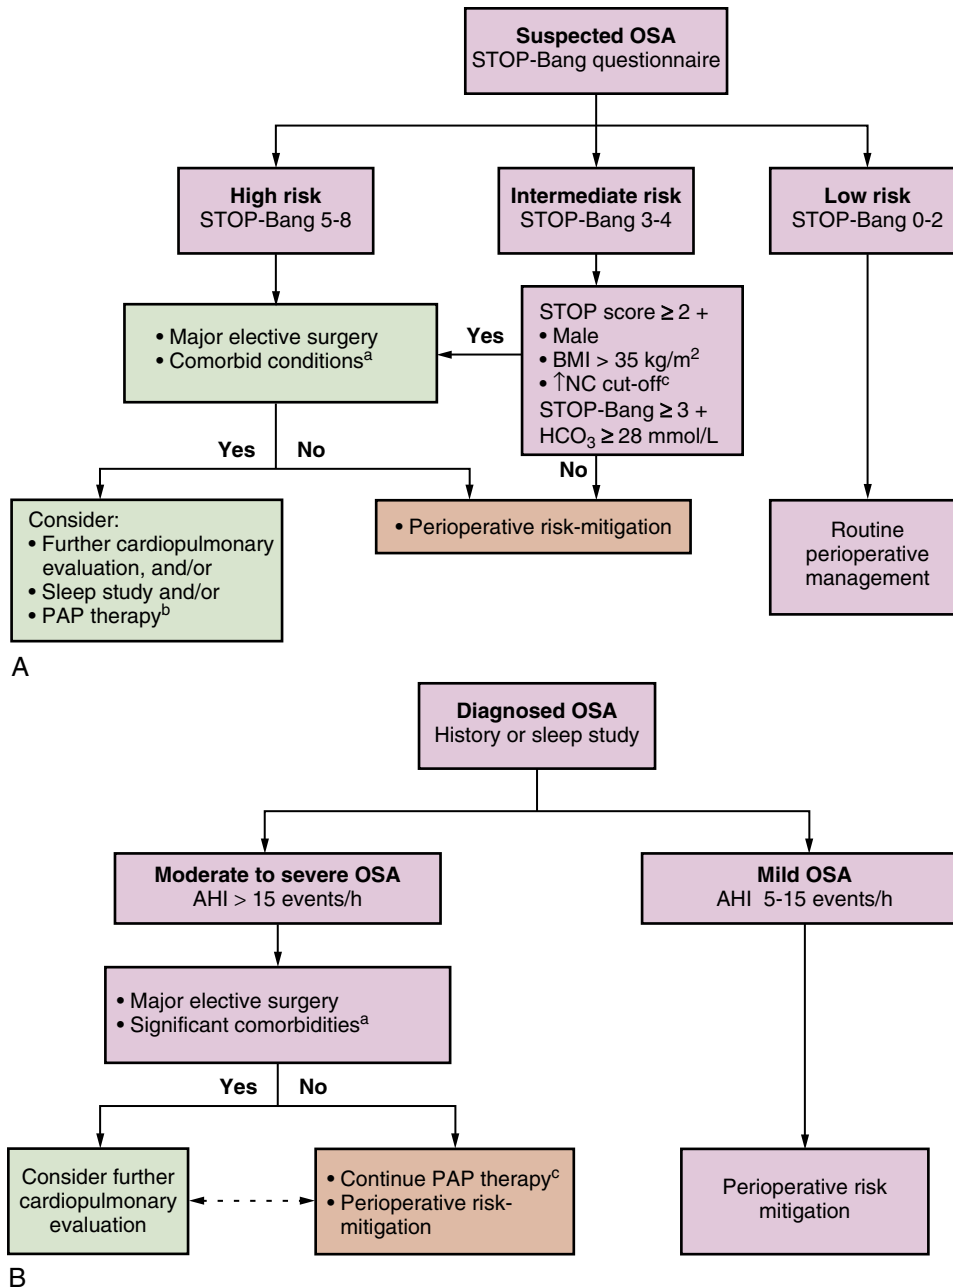 Suspected OSA
STOP-Bang questionnaire
High risk
STOP-Bang 5-8
Intermediate risk
STOP-Bang 3-4
Low risk
STOP-Bang 0-2
• Major elective surgery
• Comorbid conditionsᵃ
Yes
STOP score ≥ 2 +
• Male
• BMI > 35 kg/m²
• ↑NC cut-offᶜ
STOP-Bang ≥ 3 +
HCO₃ ≥ 28 mmol/L
Yes No
No
Consider:
• Further cardiopulmonary
evaluation, and/or
• Sleep study and/or
• PAP therapyᵇ
• Perioperative risk-mitigation
Routine
perioperative
management
A
Diagnosed OSA
History or sleep study
Moderate to severe OSA
AHI > 15 events/h
Mild OSA
AHI 5-15 events/h
• Major elective surgery
• Significant comorbiditiesᵃ
Yes No
Consider further
cardiopulmonary
evaluation
• Continue PAP therapyᶜ
• Perioperative risk-
mitigation
Perioperative risk
mitigation
B